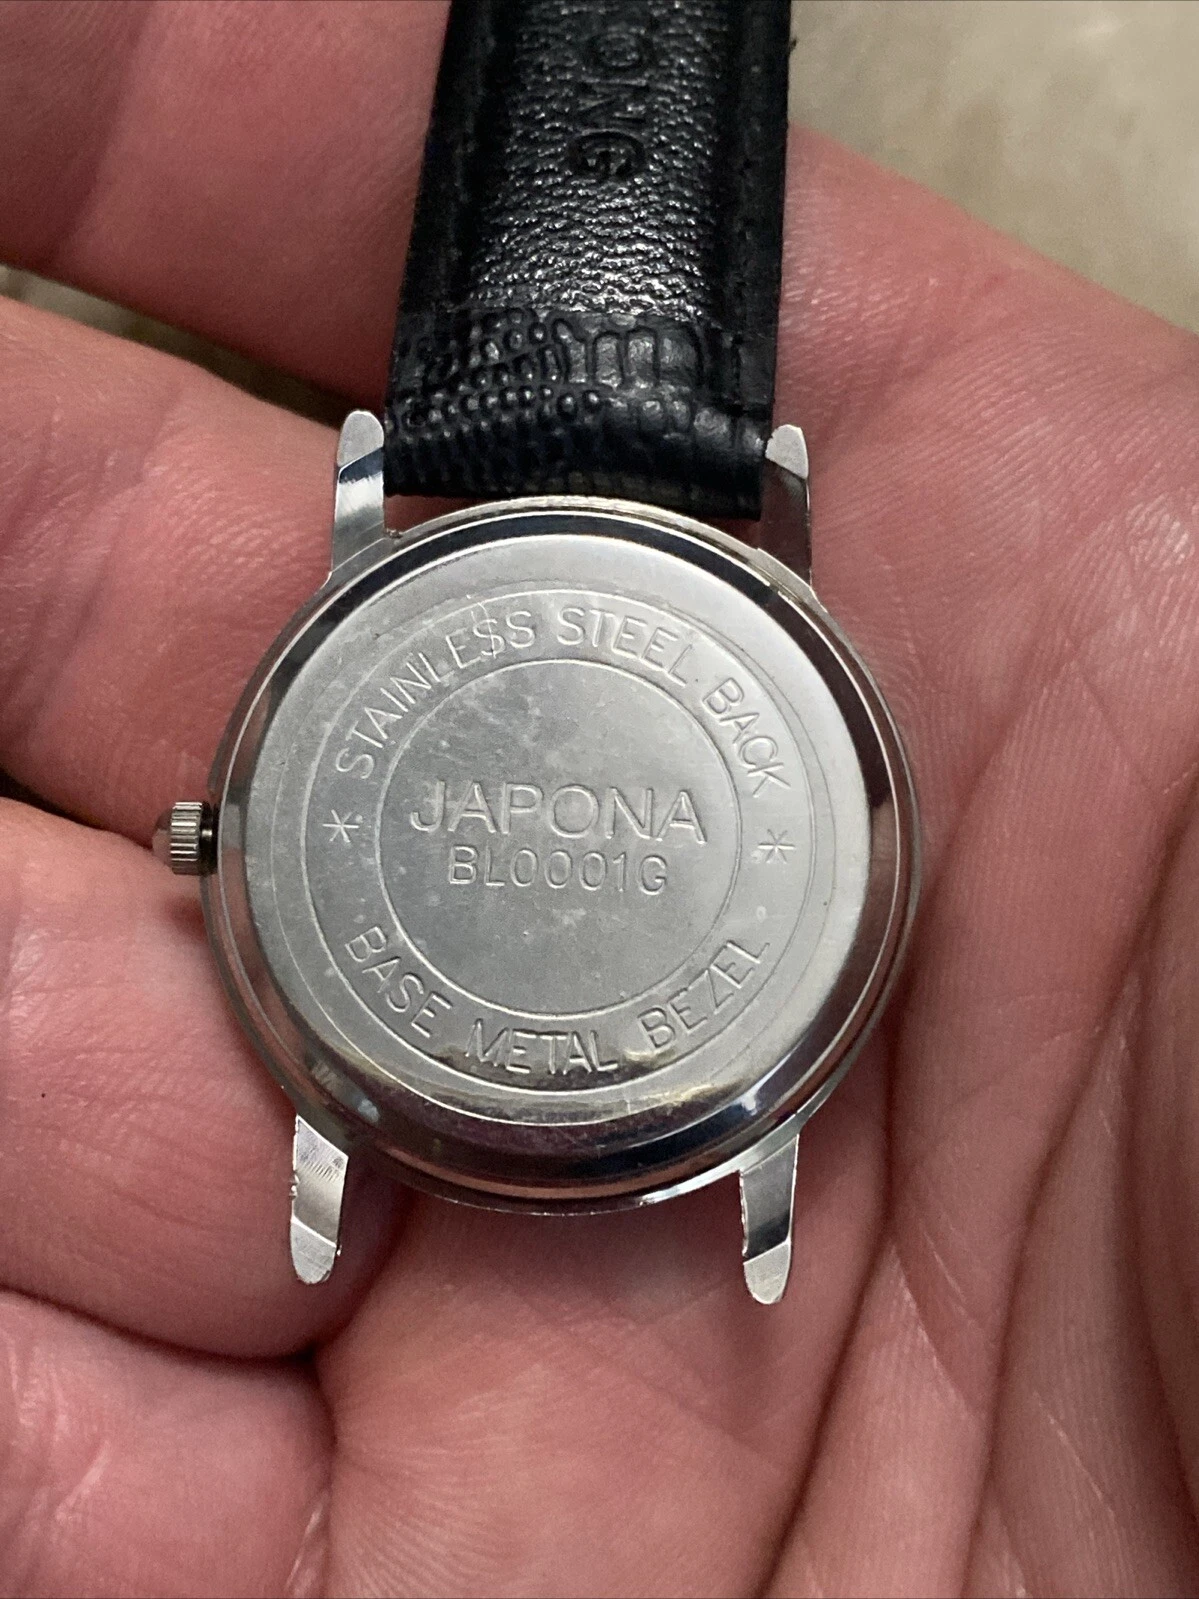 STAINLESS STEEL BACK
* *
JAPONA
BL0001G
BASE METAL BEZEL